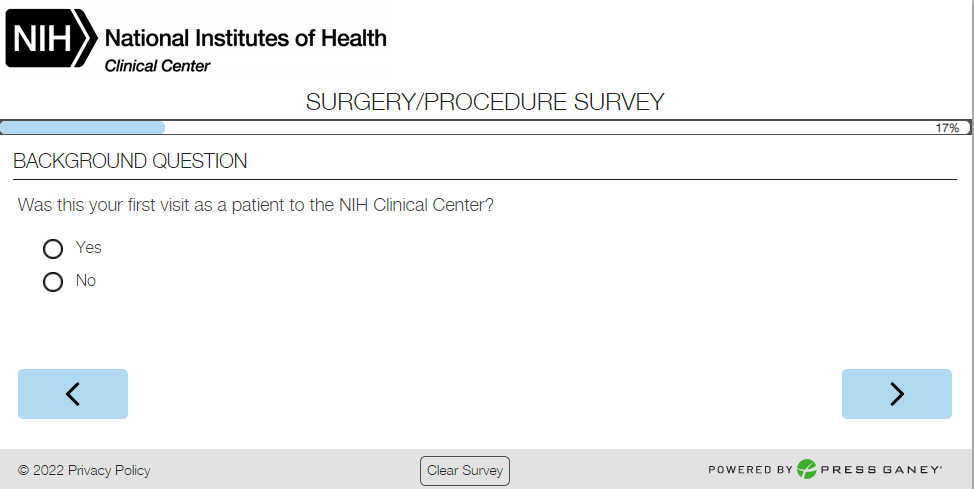 NIH National Institutes of Health
Clinical Center
SURGERY/PROCEDURE SURVEY
17%
BACKGROUND QUESTION
Was this your first visit as a patient to the NIH Clinical Center?
Yes
No
© 2022 Privacy Policy Clear Survey POWERED BY PRESS GANEY